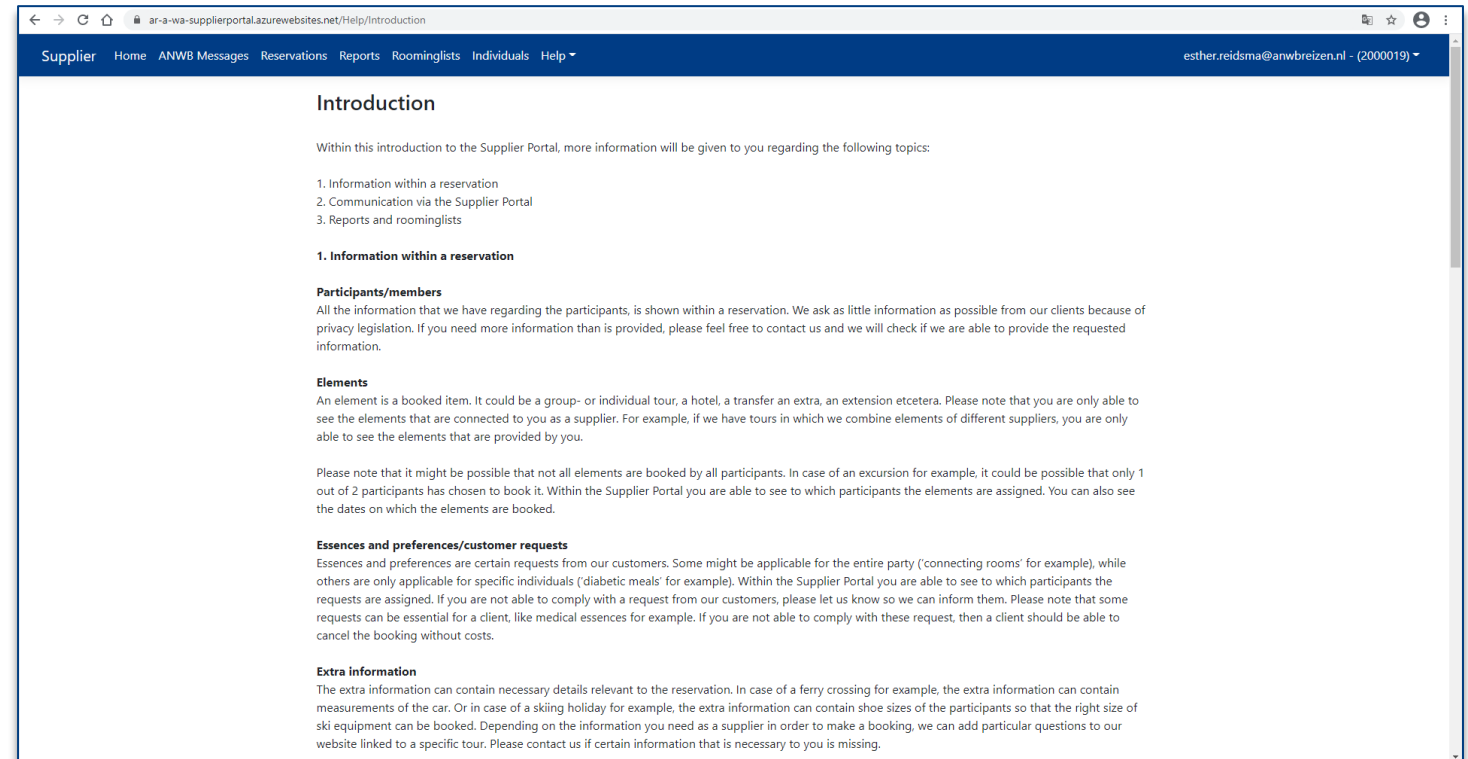 ar-a-wa-supplierportal.azurewebsites.net/Help/Introduction
Supplier Home ANWB Messages Reservations Reports Roominglists Individuals Help esther.reidsma@anwbreizen.nl - (2000019)
Introduction
Within this introduction to the Supplier Portal, more information will be given to you regarding the following topics:
1. Information within a reservation
2. Communication via the Supplier Portal
3. Reports and roominglists
1. Information within a reservation
Participants/members
All the information that we have regarding the participants, is shown within a reservation. We ask as little information as possible from our clients because of
privacy legislation. If you need more information than is provided, please feel free to contact us and we will check if we are able to provide the requested
information.
Elements
An element is a booked item. It could be a group- or individual tour, a hotel, a transfer an extra, an extension etcetera. Please note that you are only able to
see the elements that are connected to you as a supplier. For example, if we have tours in which we combine elements of different suppliers, you are only
able to see the elements that are provided by you.
Please note that it might be possible that not all elements are booked by all participants. In case of an excursion for example, it could be possible that only 1
out of 2 participants has chosen to book it. Within the Supplier Portal you are able to see to which participants the elements are assigned. You can also see
the dates on which the elements are booked.
Essences and preferences/customer requests
Essences and preferences are certain requests from our customers. Some might be applicable for the entire party ('connecting rooms' for example), while
others are only applicable for specific individuals ('diabetic meals' for example). Within the Supplier Portal you are able to see to which participants the
requests are assigned. If you are not able to comply with a request from our customers, please let us know so we can inform them. Please note that some
requests can be essential for a client, like medical essences for example. If you are not able to comply with these request, then a client should be able to
cancel the booking without costs.
Extra information
The extra information can contain necessary details relevant to the reservation. In case of a ferry crossing for example, the extra information can contain
measurements of the car. Or in case of a skiing holiday for example, the extra information can contain shoe sizes of the participants so that the right size of
ski equipment can be booked. Depending on the information you need as a supplier in order to make a booking, we can add particular questions to our
website linked to a specific tour. Please contact us if certain information that is necessary to you is missing.